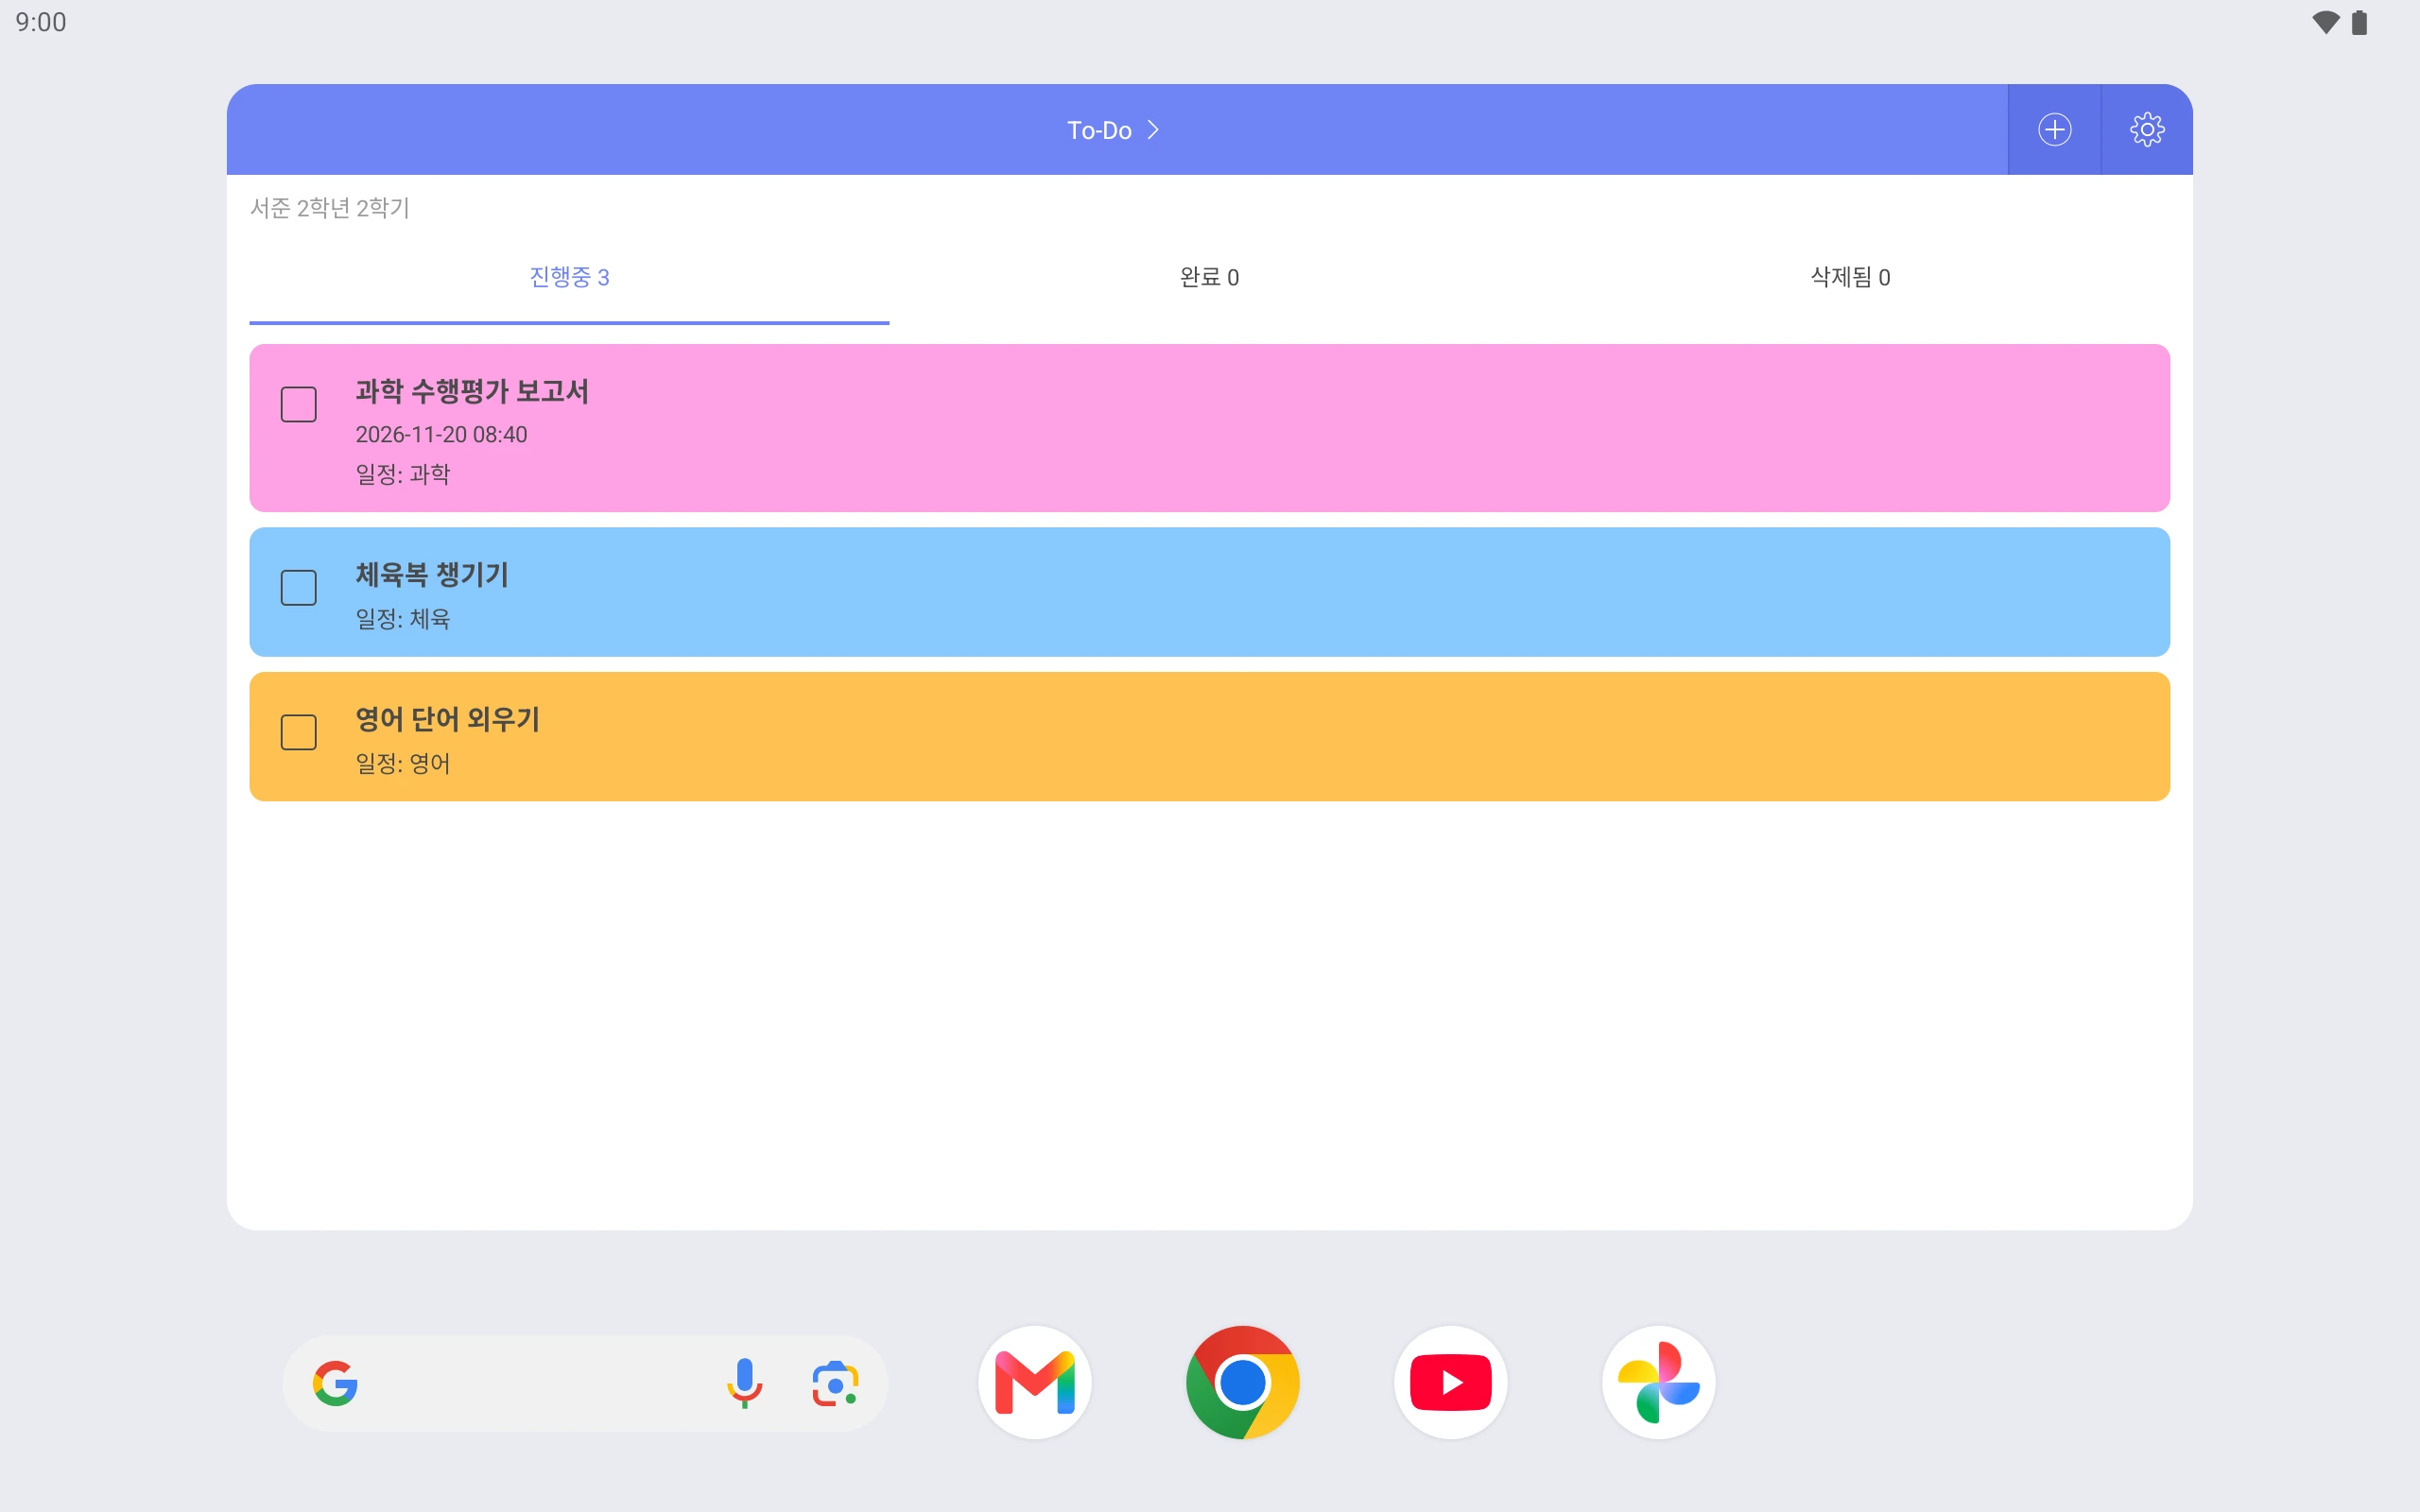 9:00
To-Do
서준 2학년 2학기
진행중 3
완료 0
삭제됨 0
과학 수행평가 보고서
2026-11-20 08:40
일정: 과학
체육복 챙기기
일정: 체육
영어 단어 외우기
일정: 영어